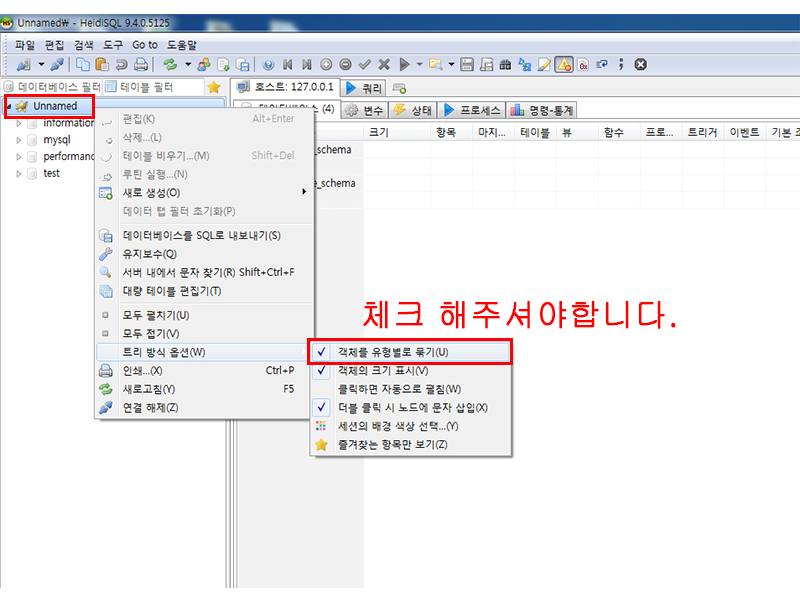 Unnamed₩ - HeidiSQL 9.4.0.5125
파일 편집 검색 도구 Go to 도움말
데이터베이스 필터 테이블 필터 호스트: 127.0.0.1 쿼리
Unnamed
데이터베이스 (4) 변수 상태 프로세스 명령-통계
크기 항목 마지... 테이블 뷰 함수 프로... 트리거 이벤트 기본
information
_schema
mysql
performanc
e_schema
test
편집(K) Alt+Enter
삭제...(L)
테이블 비우기...(M) Shift+Del
루틴 실행...(N)
새로 생성(O)
데이터 탭 필터 초기화(P)
데이터베이스를 SQL로 내보내기(S)
유지보수(Q)
서버 내에서 문자 찾기(R) Shift+Ctrl+F
대량 테이블 편집기(T)
모두 펼치기(U)
모두 접기(V)
트리 방식 옵션(W)
인쇄...(X) Ctrl+P
새로고침(Y) F5
연결 해제(Z)
체크 해주셔야합니다.
객체를 유형별로 묶기(U)
객체의 크기 표시(V)
클릭하면 자동으로 펼침(W)
더블 클릭 시 노드에 문자 삽입(X)
세션의 배경 색상 선택...(Y)
즐겨찾는 항목만 보기(Z)